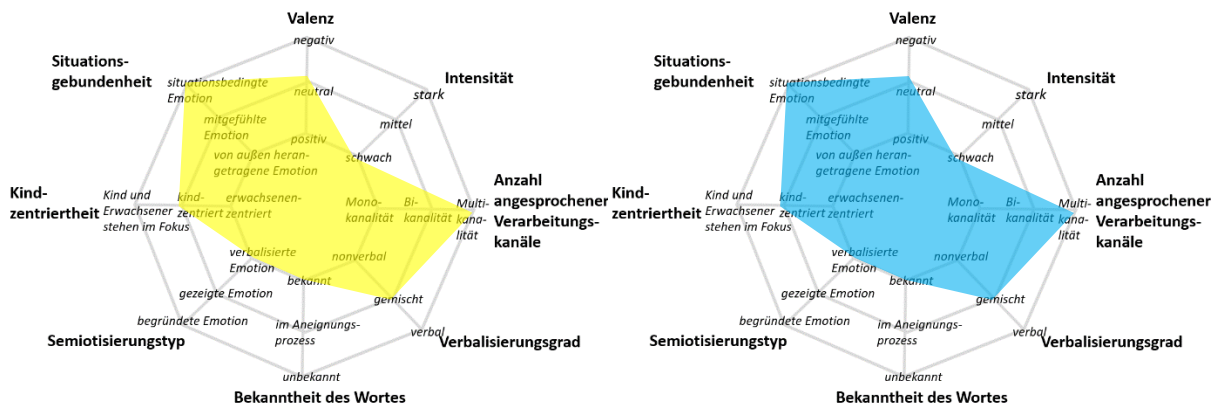 Valenz
negativ
Situations-
gebundenheit
situationsbedingte
Emotion
neutral
Intensität
stark
mitgefühlte
Emotion
mittel
positiv
von außen heran-
getragene Emotion
schwach
Kind-
zentriertheit
Kind und
Erwachsener
stehen im Fokus
kind-
zentriert
erwachsenen-
zentriert
Mono-
kanalität
Bi-
kanalität
Multi-
kana-
lität
Anzahl
angesprochener
Verarbeitungs-
kanäle
verbalisierte
Emotion
nonverbal
bekannt
gezeigte Emotion
gemischt
begründete Emotion
im Aneignungs-
prozess
verbal
Semiotisierungstyp
Verbalisierungsgrad
unbekannt
Bekanntheit des Wortes
Valenz
negativ
Situations-
gebundenheit
situationsbedingte
Emotion
neutral
Intensität
stark
mitgefühlte
Emotion
mittel
positiv
von außen heran-
getragene Emotion
schwach
Kind-
zentriertheit
Kind und
Erwachsener
stehen im Fokus
kind-
zentriert
erwachsenen-
zentriert
Mono-
kanalität
Bi-
kanalität
Multi-
kana-
lität
Anzahl
angesprochener
Verarbeitungs-
kanäle
verbalisierte
Emotion
nonverbal
bekannt
gezeigte Emotion
gemischt
begründete Emotion
im Aneignungs-
prozess
verbal
Semiotisierungstyp
Verbalisierungsgrad
unbekannt
Bekanntheit des Wortes